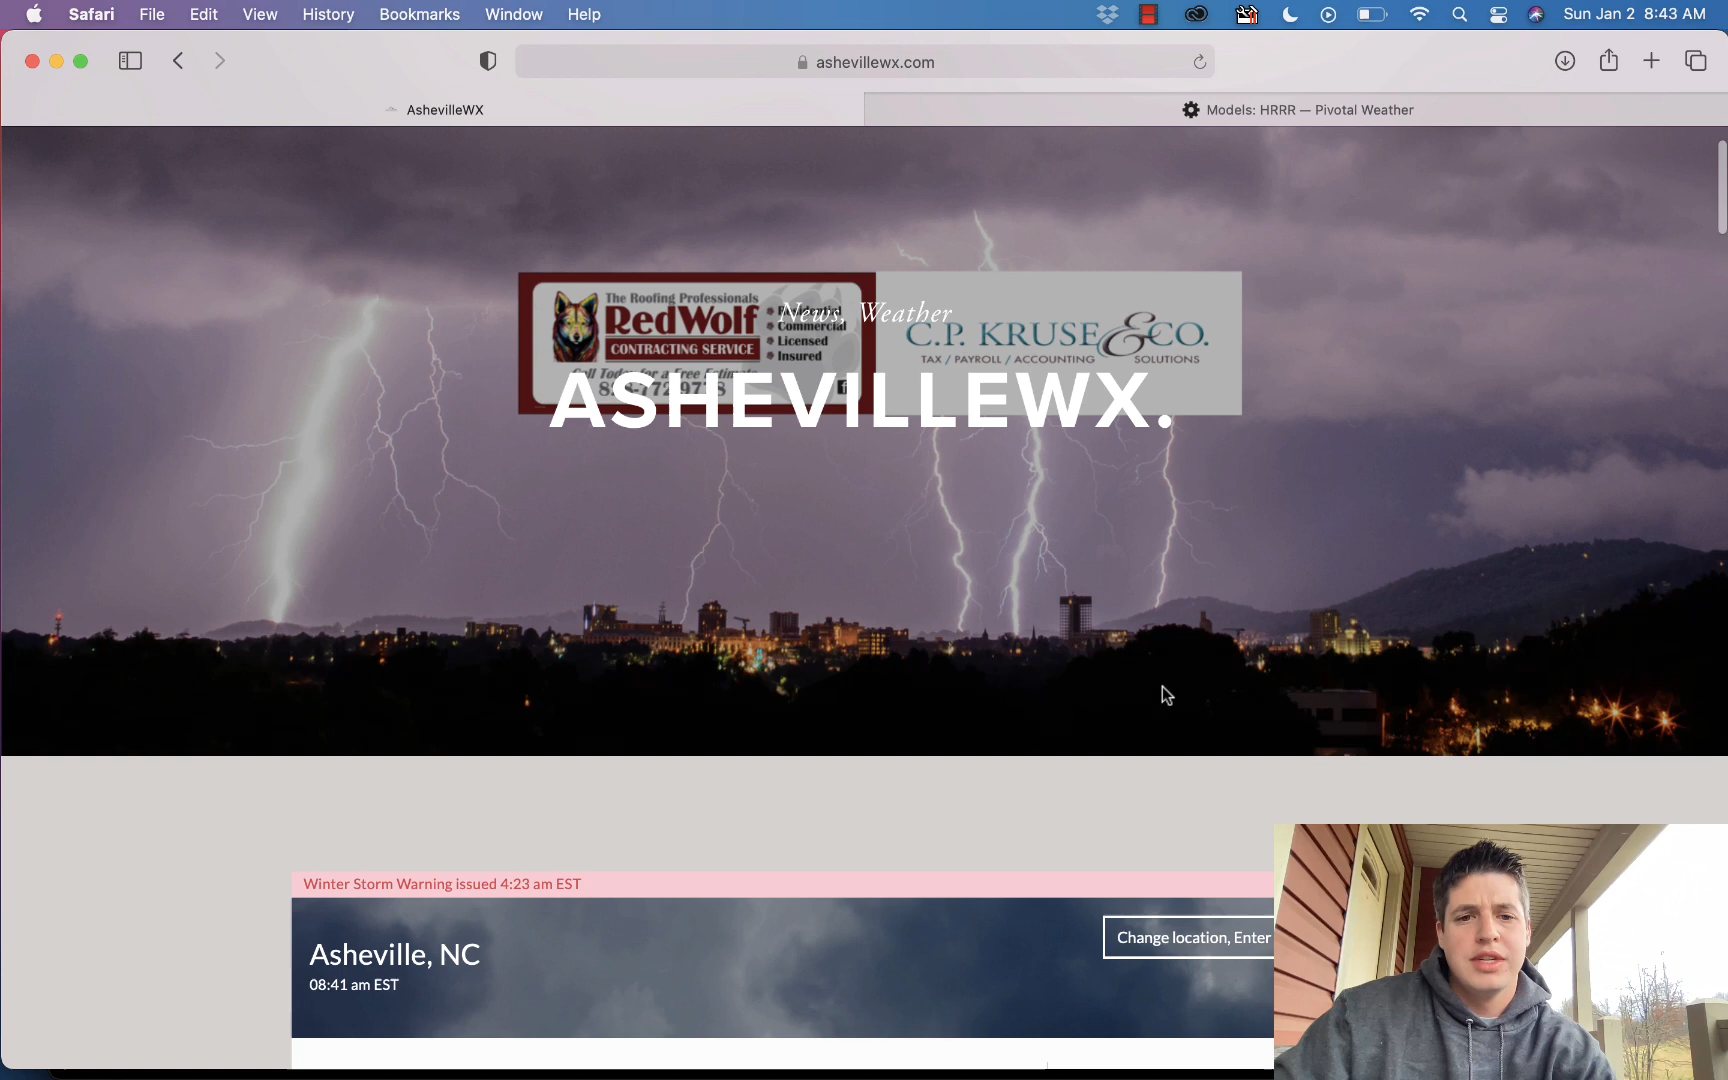 Safari File Edit View History Bookmarks Window Help Sun Jan 2 8:43 AM
ashevillewx.com
AshevilleWX
Models: HRRR — Pivotal Weather
The Roofing Professionals
RedWolf
CONTRACTING SERVICE
Commercial
Licensed
Insured
News, Weather
C.P. KRUSE & CO.
TAX / PAYROLL / ACCOUNTING SOLUTIONS
ASHEVILLEWX.
Winter Storm Warning issued 4:23 am EST
Asheville, NC
08:41 am EST
Change location, Enter